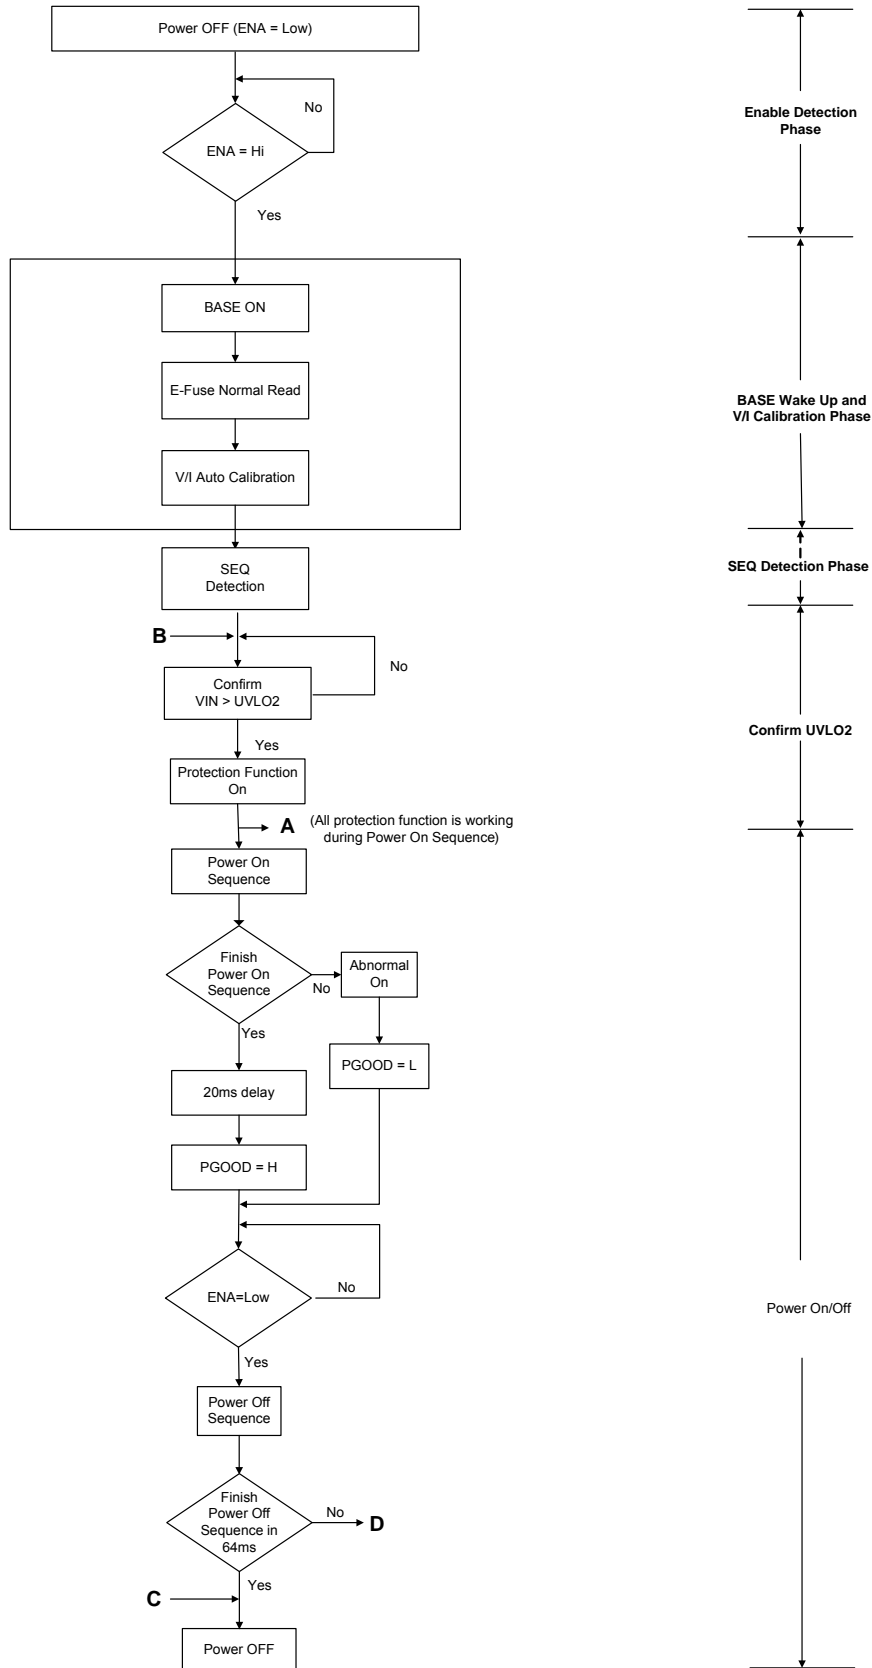 Power OFF (ENA = Low)
No
ENA = Hi
Yes
Enable Detection
Phase
BASE ON
E-Fuse Normal Read
V/I Auto Calibration
BASE Wake Up and
V/I Calibration Phase
SEQ
Detection
SEQ Detection Phase
B
No
Confirm
VIN > UVLO2
Yes
Confirm UVLO2
Protection Function
On
A
(All protection function is working
during Power On Sequence)
Power On
Sequence
Finish
Power On
Sequence
No
Abnormal
On
Yes
PGOOD = L
20ms delay
PGOOD = H
ENA=Low
No
Power On/Off
Yes
Power Off
Sequence
Finish
Power Off
Sequence in
64ms
No
D
Yes
C
Power OFF